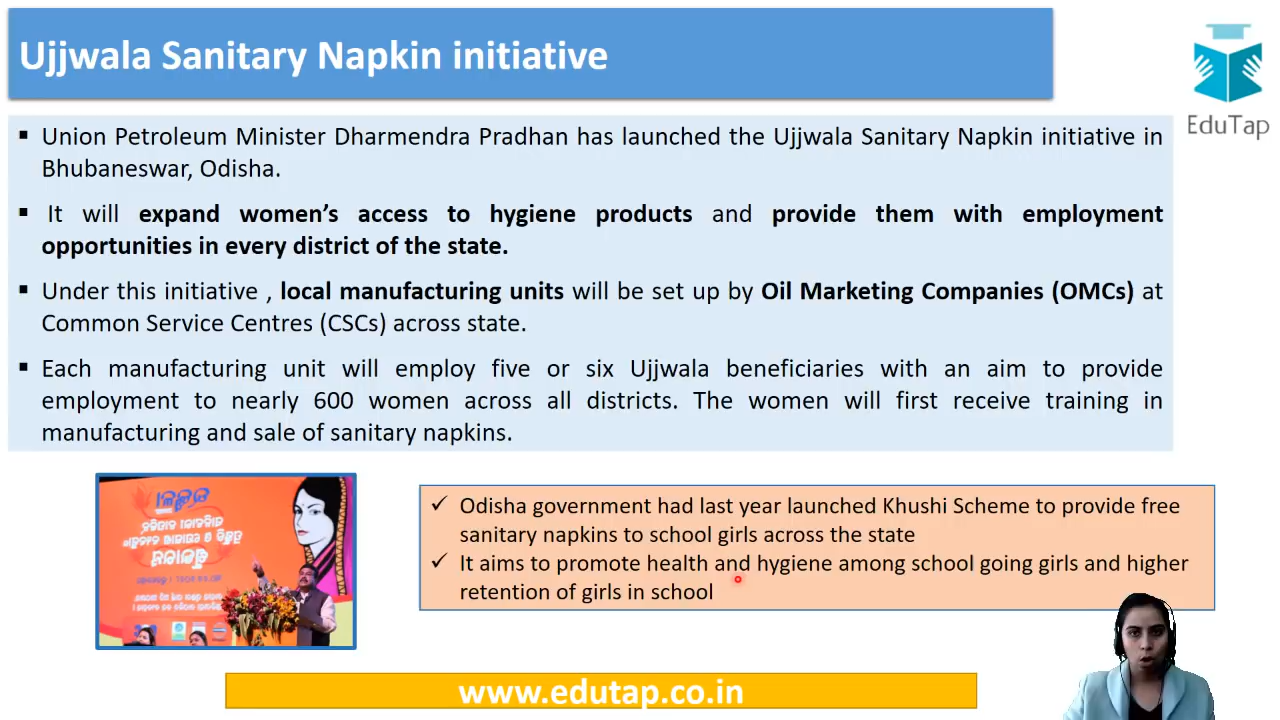 Ujjwala Sanitary Napkin initiative
EduTap
▪ Union Petroleum Minister Dharmendra Pradhan has launched the Ujjwala Sanitary Napkin initiative in
Bhubaneswar, Odisha.
▪ It will expand women’s access to hygiene products and provide them with employment
opportunities in every district of the state.
▪ Under this initiative , local manufacturing units will be set up by Oil Marketing Companies (OMCs) at
Common Service Centres (CSCs) across state.
▪ Each manufacturing unit will employ five or six Ujjwala beneficiaries with an aim to provide
employment to nearly 600 women across all districts. The women will first receive training in
manufacturing and sale of sanitary napkins.
✓ Odisha government had last year launched Khushi Scheme to provide free
sanitary napkins to school girls across the state
✓ It aims to promote health and hygiene among school going girls and higher
retention of girls in school
www.edutap.co.in